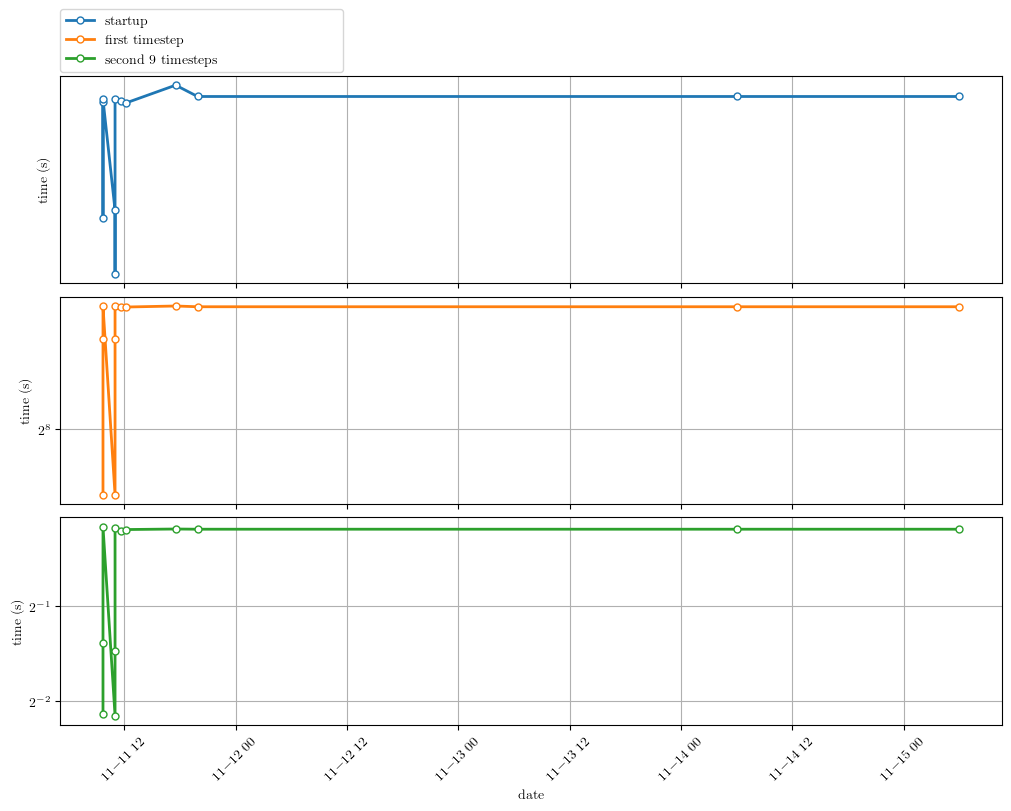 startup
first timestep
second 9 timesteps
time (s)
time (s)
2⁸
time (s)
2⁻¹
2⁻²
11−11 12
11−12 00
11−12 12
11−13 00
11−13 12
11−14 00
11−14 12
11−15 00
date